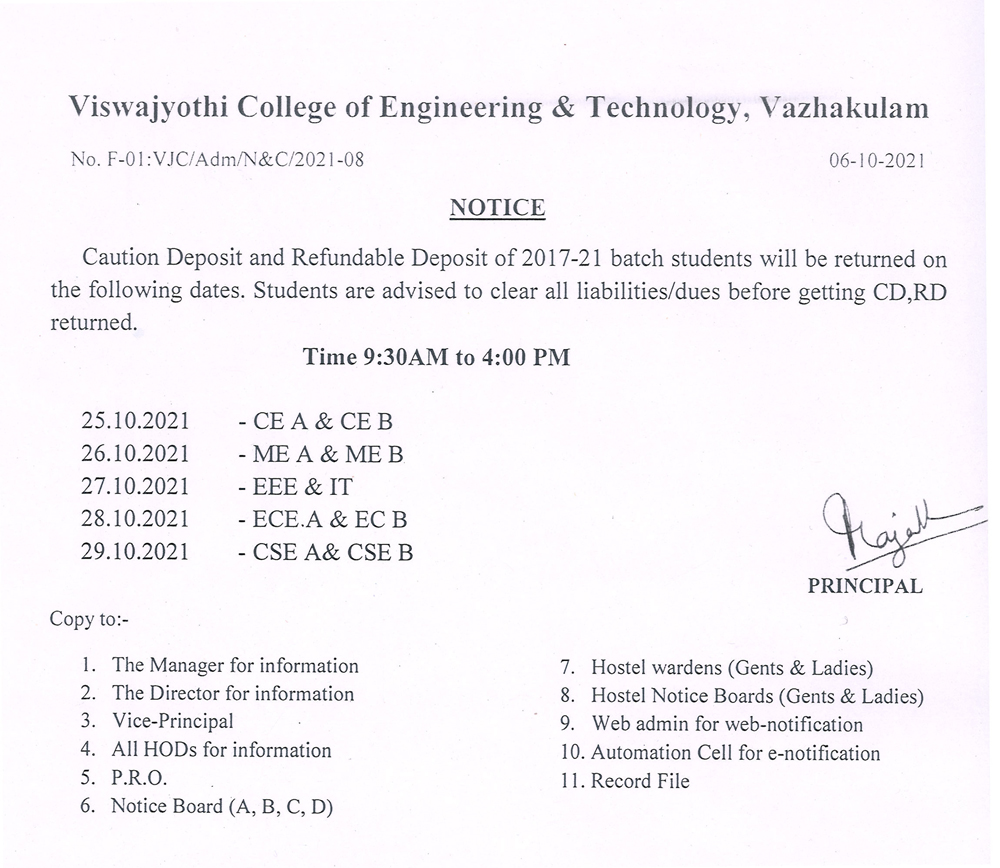 Viswajyothi College of Engineering & Technology, Vazhakulam
No. F-01:VJC/Adm/N&C/2021-08 06-10-2021
NOTICE
Caution Deposit and Refundable Deposit of 2017-21 batch students will be returned on
the following dates. Students are advised to clear all liabilities/dues before getting CD,RD
returned.
Time 9:30AM to 4:00 PM
25.10.2021 - CE A & CE B
26.10.2021 - ME A & ME B
27.10.2021 - EEE & IT
28.10.2021 - ECE.A & EC B
29.10.2021 - CSE A& CSE B
PRINCIPAL
Copy to:-
1. The Manager for information
2. The Director for information
3. Vice-Principal
4. All HODs for information
5. P.R.O.
6. Notice Board (A, B, C, D)
7. Hostel wardens (Gents & Ladies)
8. Hostel Notice Boards (Gents & Ladies)
9. Web admin for web-notification
10. Automation Cell for e-notification
11. Record File